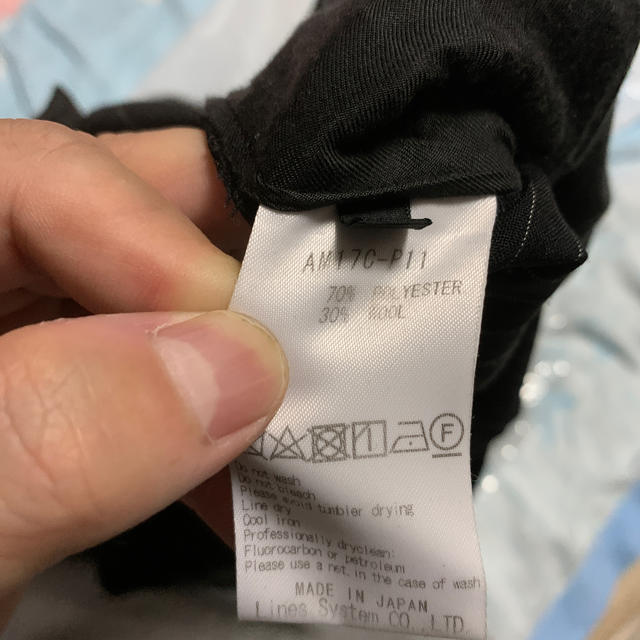 AM17C-P11
70% POLYESTER
30% WOOL
Do not wash
Do not bleach
Please avoid tumbler drying
Line dry
Cool iron
Professionally dryclean:
Fluorocarbon or petroleum
Please use a net, in the case of wash
MADE IN JAPAN
Lines System CO.,LTD